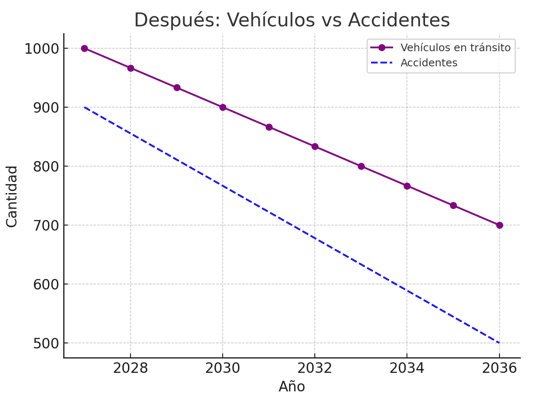 Después: Vehículos vs Accidentes
Vehículos en tránsito
Accidentes
1000
900
800
700
600
500
Cantidad
2028 2030 2032 2034 2036
Año